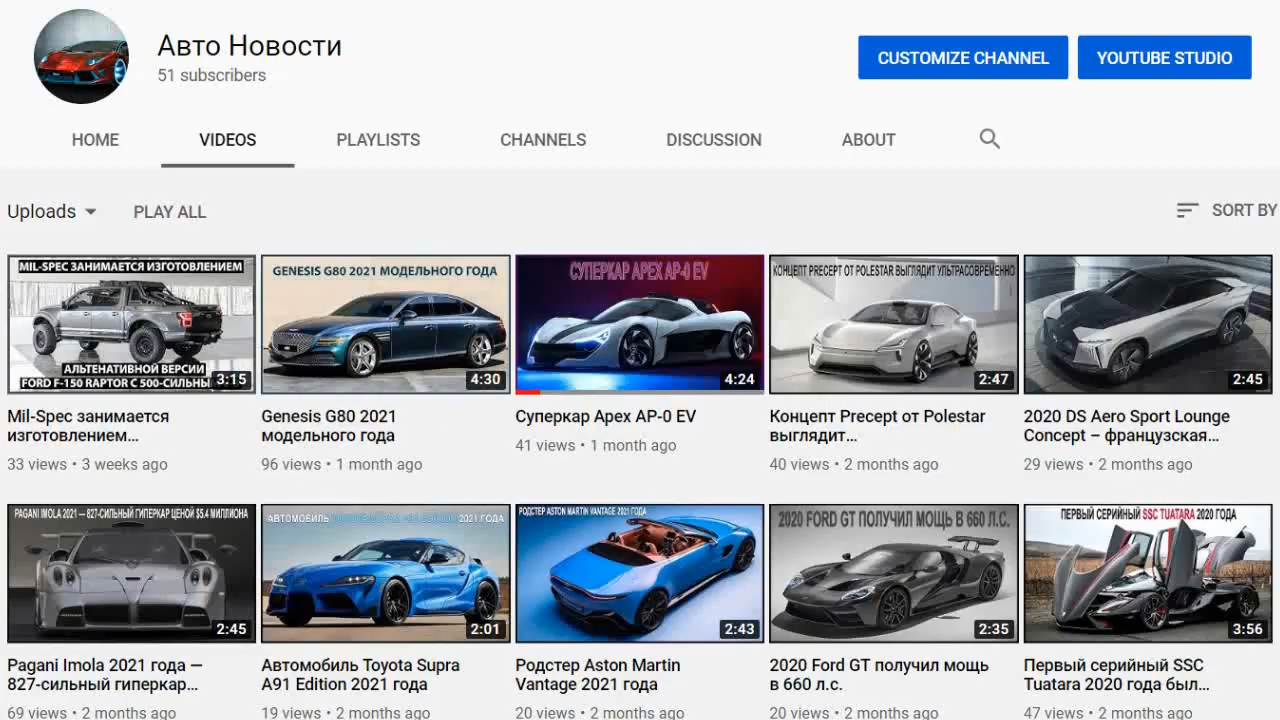 Авто Новости
51 subscribers
CUSTOMIZE CHANNEL
YOUTUBE STUDIO
HOME
VIDEOS
PLAYLISTS
CHANNELS
DISCUSSION
ABOUT
Uploads
PLAY ALL
SORT BY
MIL-SPEC ЗАНИМАЕТСЯ ИЗГОТОВЛЕНИЕМ
АЛЬТЕНАТИВНОЙ ВЕРСИИ
FORD F-150 RAPTOR С 500-СИЛЬНЫ
3:15
GENESIS G80 2021 МОДЕЛЬНОГО ГОДА
4:30
СУПЕРКАР APEX AP-0 EV
4:24
КОНЦЕПТ PRECEPT ОТ POLESTAR ВЫГЛЯДИТ УЛЬТРАСОВРЕМЕННО
2:47
2:45
Mil-Spec занимается
изготовлением...
33 views • 3 weeks ago
Genesis G80 2021
модельного года
96 views • 1 month ago
Суперкар Apex AP-0 EV
41 views • 1 month ago
Концепт Precept от Polestar
выглядит...
40 views • 2 months ago
2020 DS Aero Sport Lounge
Concept – французская...
29 views • 2 months ago
PAGANI IMOLA 2021 — 827-СИЛЬНЫЙ ГИПЕРКАР ЦЕНОЙ $5.4 МИЛЛИОНА
2:45
АВТОМОБИЛЬ 2021 ГОДА
2:01
РОДСТЕР ASTON MARTIN VANTAGE 2021 ГОДА
2:43
2020 FORD GT ПОЛУЧИЛ МОЩЬ В 660 Л.С.
2:35
ПЕРВЫЙ СЕРИЙНЫЙ SSC TUATARA 2020 ГОДА
3:56
Pagani Imola 2021 года —
827-сильный гиперкар...
69 views • 2 months ago
Автомобиль Toyota Supra
A91 Edition 2021 года
19 views • 2 months ago
Родстер Aston Martin
Vantage 2021 года
20 views • 2 months ago
2020 Ford GT получил мощь
в 660 л.с.
20 views • 2 months ago
Первый серийный SSC
Tuatara 2020 года был...
47 views • 2 months ago